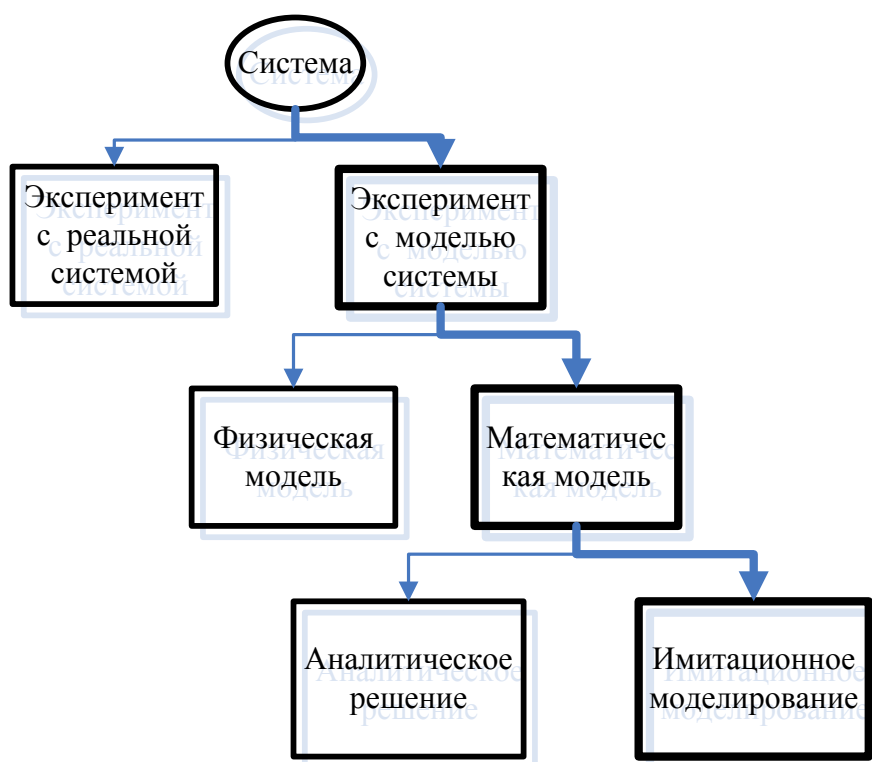 Система
Эксперимент
с реальной
системой
Эксперимент
с моделью
системы
Физическая
модель
Математичес
кая модель
Аналитическое
решение
Имитационное
моделирование